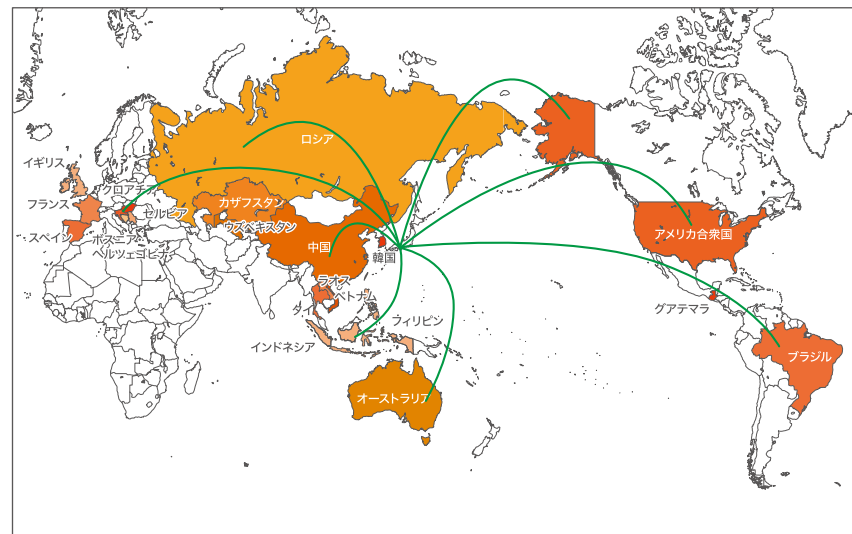 ロシア
イギリス
クロアチア
フランス
カザフスタン
セルビア
スペイン
ウズベキスタン
ボスニア
ヘルツェゴビナ
中国
韓国
アメリカ合衆国
ラオス
ベトナム
タイ
グアテマラ
フィリピン
インドネシア
ブラジル
オーストラリア